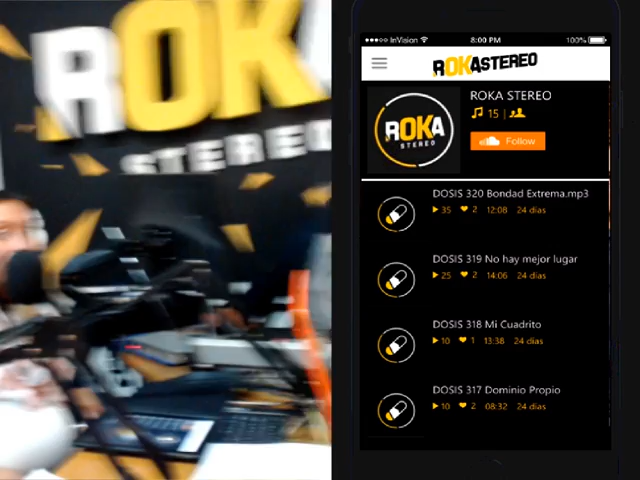 ROKA
STEREO
InVision
8:00 PM
100%
ROKASTEREO
ROKA STEREO
15 |
ROKA
STEREO
Follow
DOSIS 320 Bondad Extrema.mp3
35 2 12:08 24 dias
DOSIS 319 No hay mejor lugar
25 2 14:06 24 dias
DOSIS 318 Mi Cuadrito
10 1 13:38 24 dias
DOSIS 317 Dominio Propio
10 2 08:32 24 dias